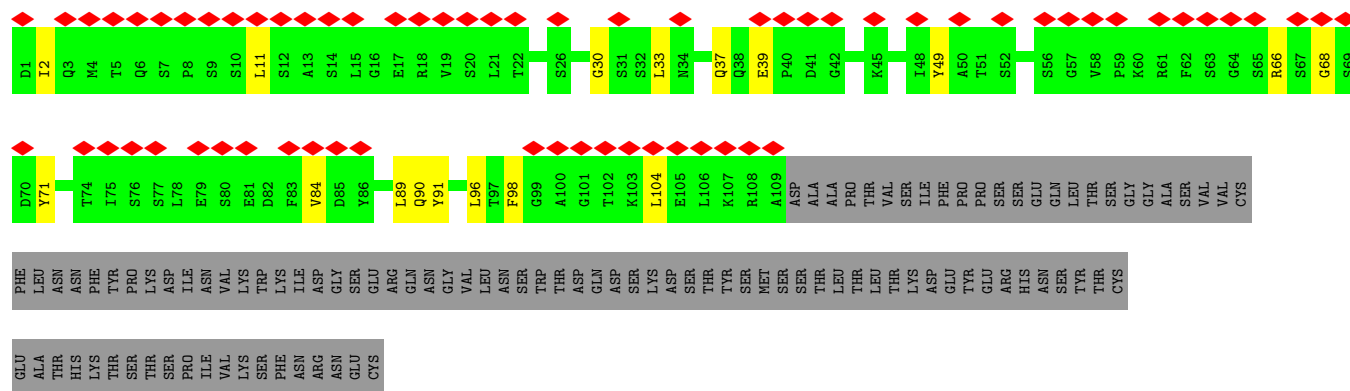 D1 I2 Q3 M4 T5 Q6 S7 P8 S9 S10 L11 S12 A13 S14 L15 G16 E17 R18 V19 S20 L21 T22 S26 G30 S31 S32 L33 N34 Q37 Q38 E39 P40 D41 G42 K45 I48 Y49 A50 T51 S52 S56 G57 V58 P59 K60 R61 F62 S63 G64 S65 R66 S67 G68 S69
D70 Y71 T74 I75 S76 S77 L78 E79 S80 E81 D82 F83 V84 D85 Y86 L89 Q90 Y91 L96 T97 F98 G99 A100 G101 T102 K103 L104 E105 L106 K107 R108 A109 ASP ALA ALA PRO THR VAL SER ILE PHE PRO PRO SER SER GLU GLN LEU THR SER GLY GLY ALA SER VAL VAL CYS
PHE LEU ASN ASN PHE TYR PRO LYS ASP ILE ASN VAL LYS TRP LYS ILE ASP GLY SER GLU ARG GLN ASN GLY VAL LEU ASN SER TRP THR ASP GLN ASP SER LYS ASP SER THR TYR SER MET SER SER THR LEU THR LEU THR LYS ASP GLU TYR GLU ARG HIS ASN SER TYR THR CYS
GLU ALA THR HIS LYS THR SER THR SER PRO ILE VAL LYS SER PHE ASN ARG ASN GLU CYS